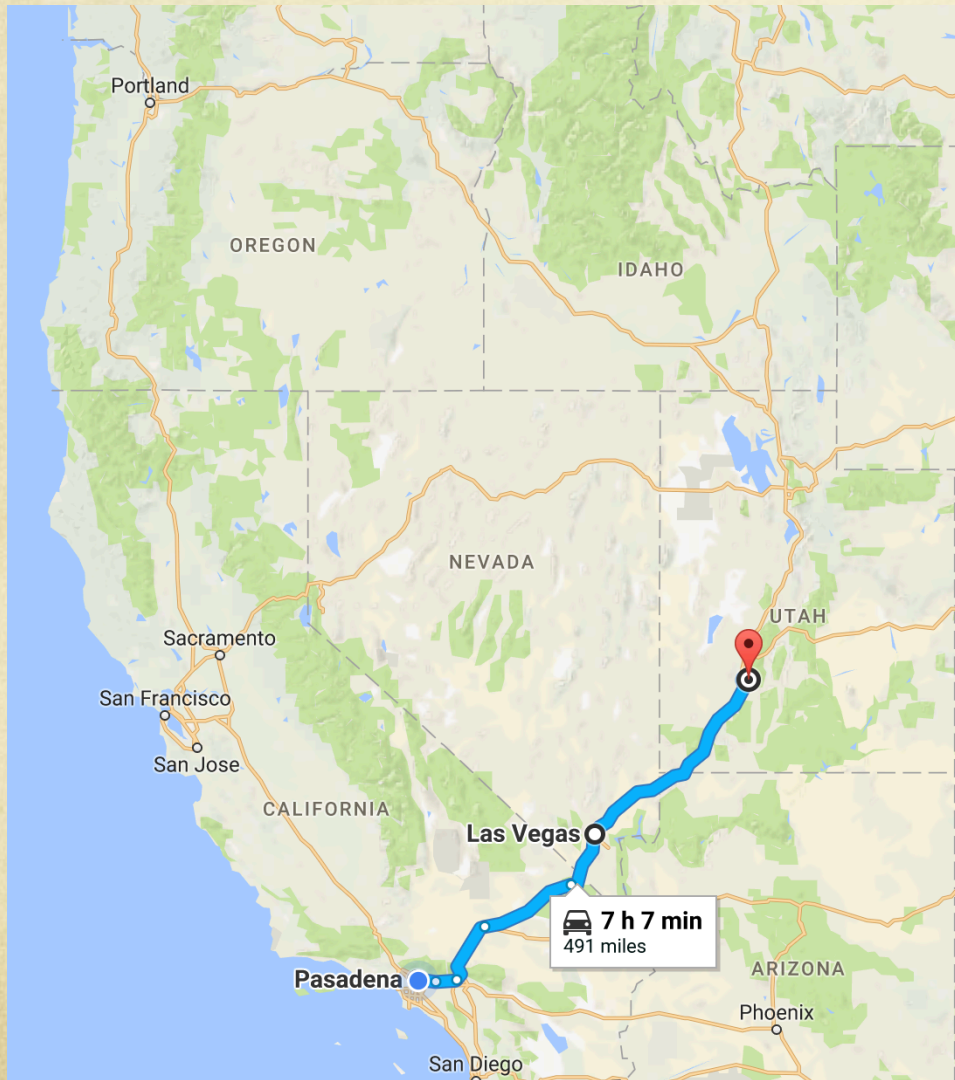 Portland
OREGON
IDAHO
NEVADA
UTAH
Sacramento
San Francisco
San Jose
CALIFORNIA
Las Vegas
7 h 7 min
491 miles
Pasadena
ARIZONA
Phoenix
San Diego